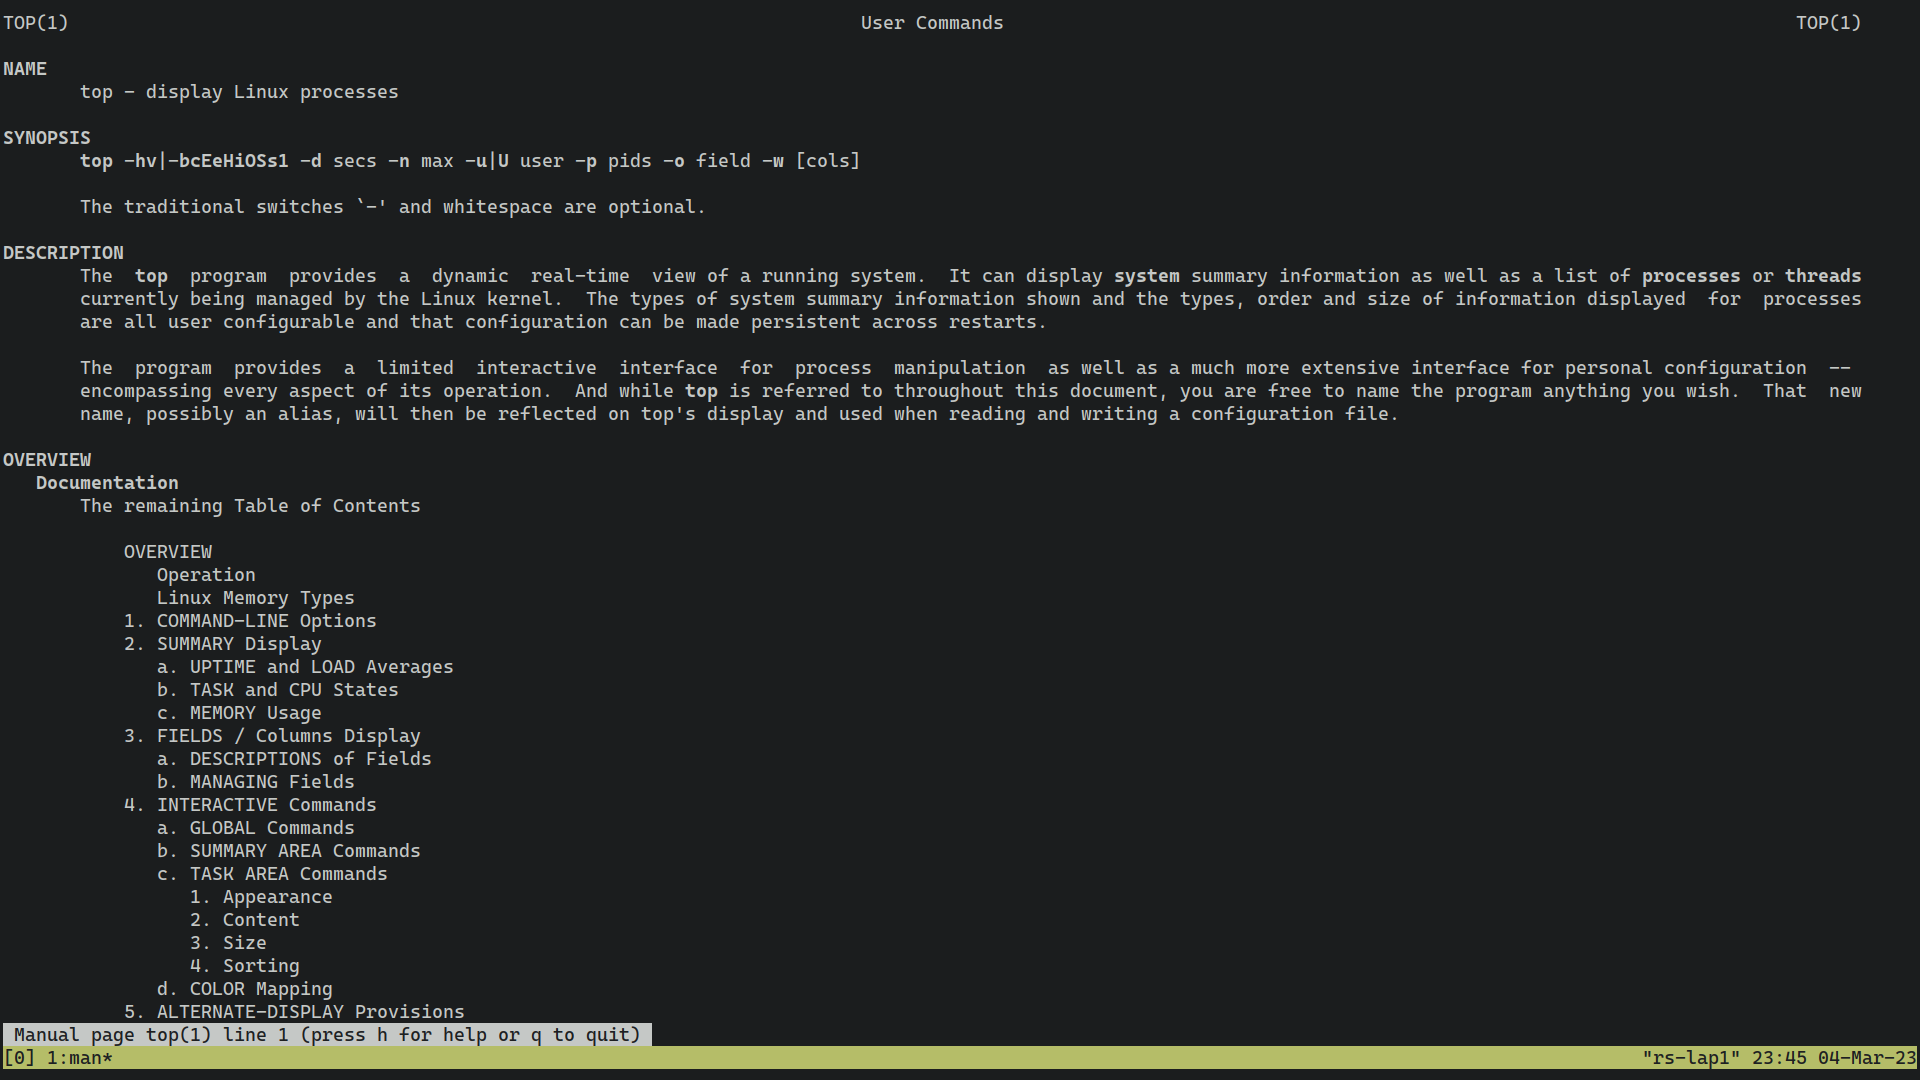 TOP(1) User Commands TOP(1)
NAME
top - display Linux processes
SYNOPSIS
top -hv|-bcEeHiOSs1 -d secs -n max -u|U user -p pids -o field -w [cols]
The traditional switches `-' and whitespace are optional.
DESCRIPTION
The top program provides a dynamic real-time view of a running system. It can display system summary information as well as a list of processes or threads
currently being managed by the Linux kernel. The types of system summary information shown and the types, order and size of information displayed for processes
are all user configurable and that configuration can be made persistent across restarts.
The program provides a limited interactive interface for process manipulation as well as a much more extensive interface for personal configuration --
encompassing every aspect of its operation. And while top is referred to throughout this document, you are free to name the program anything you wish. That new
name, possibly an alias, will then be reflected on top's display and used when reading and writing a configuration file.
OVERVIEW
Documentation
The remaining Table of Contents
OVERVIEW
Operation
Linux Memory Types
1. COMMAND-LINE Options
2. SUMMARY Display
a. UPTIME and LOAD Averages
b. TASK and CPU States
c. MEMORY Usage
3. FIELDS / Columns Display
a. DESCRIPTIONS of Fields
b. MANAGING Fields
4. INTERACTIVE Commands
a. GLOBAL Commands
b. SUMMARY AREA Commands
c. TASK AREA Commands
1. Appearance
2. Content
3. Size
4. Sorting
d. COLOR Mapping
5. ALTERNATE-DISPLAY Provisions
Manual page top(1) line 1 (press h for help or q to quit)
[0] 1:man* "rs-lap1" 23:45 04-Mar-23